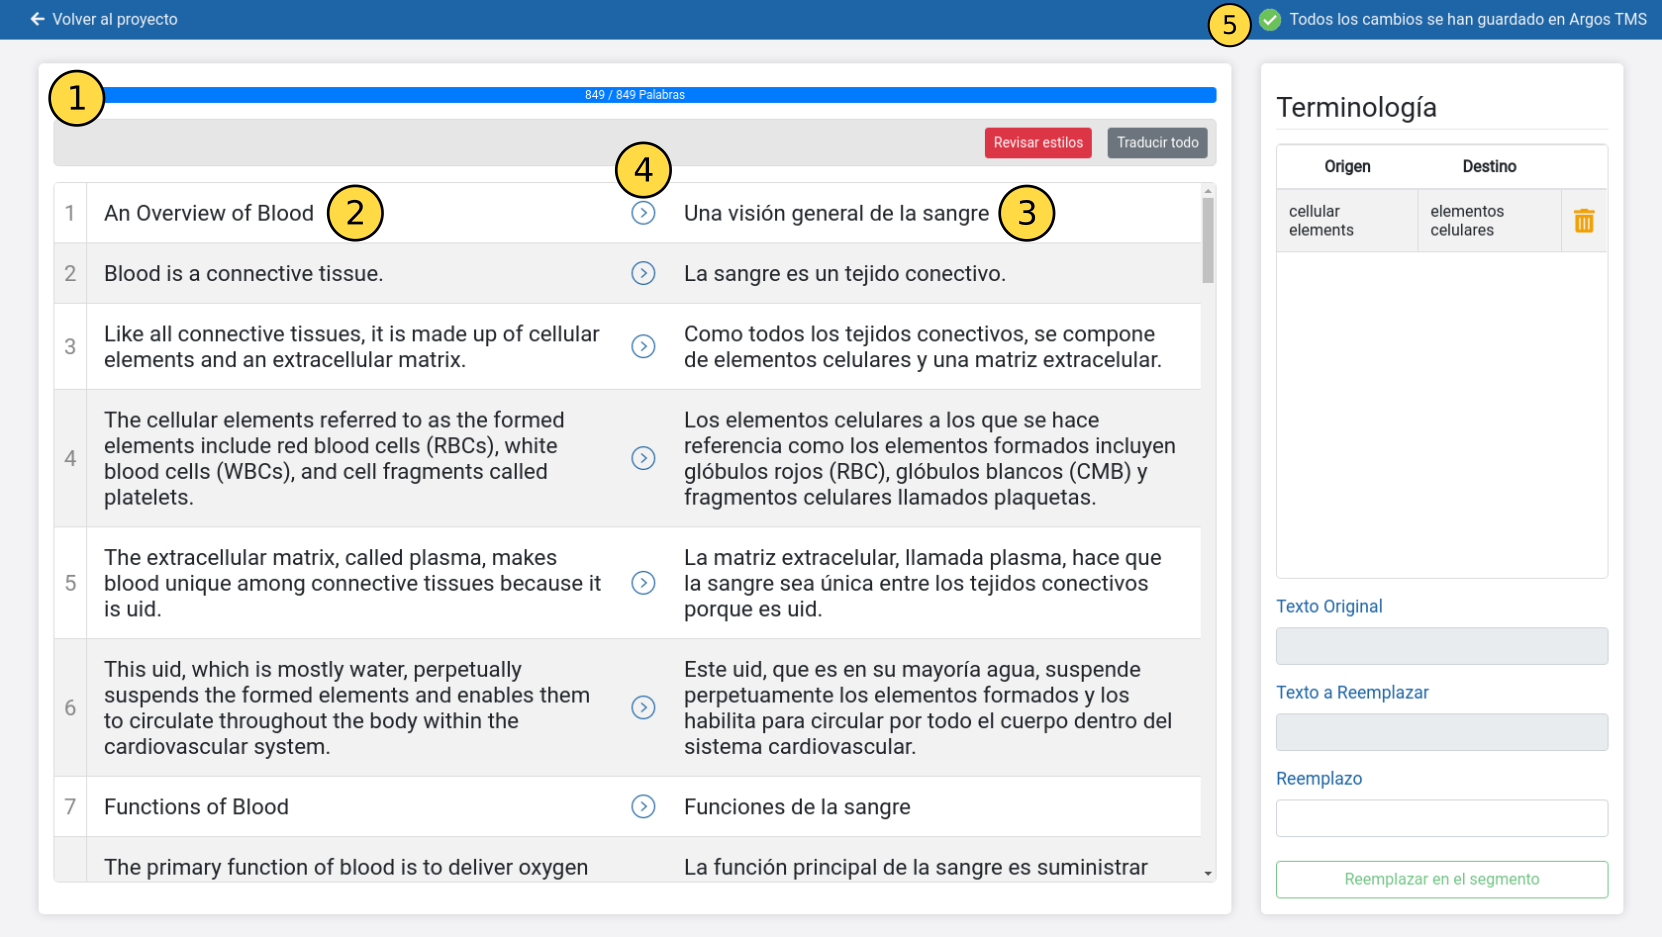 Volver al proyecto
5
Todos los cambios se han guardado en Argos TMS
1
849 / 849 Palabras
Revisar estilos
Traducir todo
4
1
An Overview of Blood
2
Una visión general de la sangre
3
2
Blood is a connective tissue.
La sangre es un tejido conectivo.
3
Like all connective tissues, it is made up of cellular
elements and an extracellular matrix.
Como todos los tejidos conectivos, se compone
de elementos celulares y una matriz extracelular.
4
The cellular elements referred to as the formed
elements include red blood cells (RBCs), white
blood cells (WBCs), and cell fragments called
platelets.
Los elementos celulares a los que se hace
referencia como los elementos formados incluyen
glóbulos rojos (RBC), glóbulos blancos (CMB) y
fragmentos celulares llamados plaquetas.
5
The extracellular matrix, called plasma, makes
blood unique among connective tissues because it
is uid.
La matriz extracelular, llamada plasma, hace que
la sangre sea única entre los tejidos conectivos
porque es uid.
6
This uid, which is mostly water, perpetually
suspends the formed elements and enables them
to circulate throughout the body within the
cardiovascular system.
Este uid, que es en su mayoría agua, suspende
perpetuamente los elementos formados y los
habilita para circular por todo el cuerpo dentro del
sistema cardiovascular.
7
Functions of Blood
Funciones de la sangre
The primary function of blood is to deliver oxygen
La función principal de la sangre es suministrar
Terminología
Origen
Destino
cellular
elements
elementos
celulares
Texto Original
Texto a Reemplazar
Reemplazo
Reemplazar en el segmento